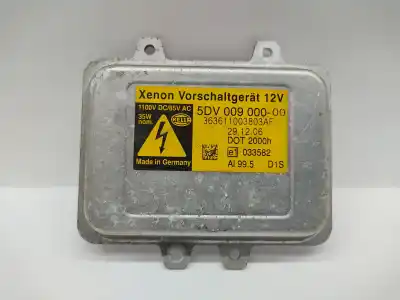 Xenon Vorschaltgerät 12V
1100V DC/85V AC
35W
nom.
HELLA
5DV 009 000-00
363611003803AF
29.12.06
DOT 2000h
e1 033582
Made in Germany
Al 99.5 D1S